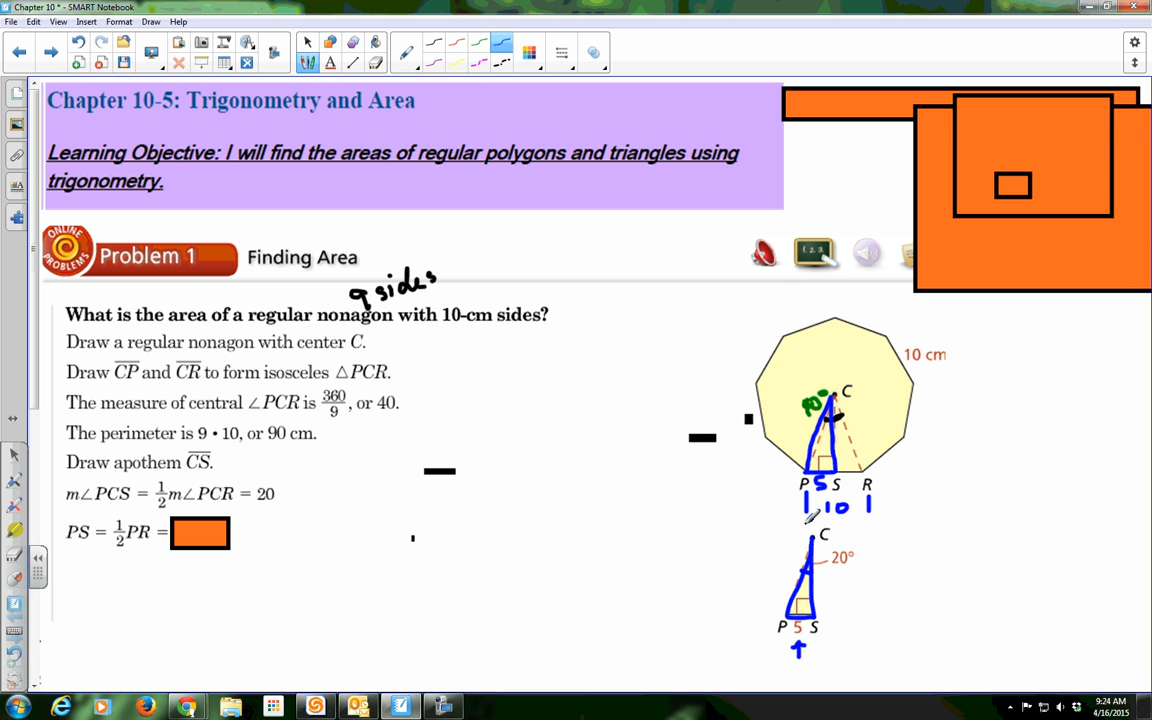 Chapter 10 * - SMART Notebook
File Edit View Insert Format Draw Help
Chapter 10-5: Trigonometry and Area
Learning Objective: I will find the areas of regular polygons and triangles using
trigonometry.
ONLINE PROBLEMS
Problem 1 Finding Area
9 sides
What is the area of a regular nonagon with 10-cm sides?
Draw a regular nonagon with center C.
Draw CP and CR to form isosceles △PCR.
The measure of central ∠PCR is 360/9, or 40.
The perimeter is 9 • 10, or 90 cm.
Draw apothem CS.
m∠PCS = 1/2m∠PCR = 20
PS = 1/2PR =
10 cm
40°
C
P 5 S R
10
C
20°
P 5 S
9:24 AM
4/16/2015